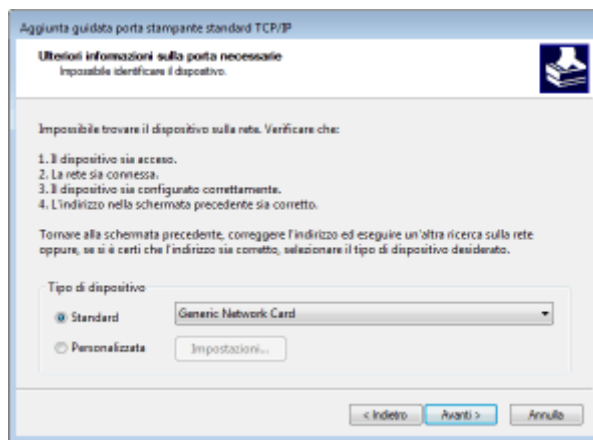 Aggiunta guidata porta stampante standard TCP/IP
Ulteriori informazioni sulla porta necessarie
Impossibile identificare il dispositivo.
Impossibile trovare il dispositivo sulla rete. Verificare che:
1. Il dispositivo sia acceso.
2. La rete sia connessa.
3. Il dispositivo sia configurato correttamente.
4. L'indirizzo nella schermata precedente sia corretto.
Tornare alla schermata precedente, correggere l'indirizzo ed eseguire un'altra ricerca sulla rete
oppure, se si è certi che l'indirizzo sia corretto, selezionare il tipo di dispositivo desiderato.
Tipo di dispositivo
Standard Generic Network Card
Personalizzata Impostazioni...
< Indietro Avanti > Annulla